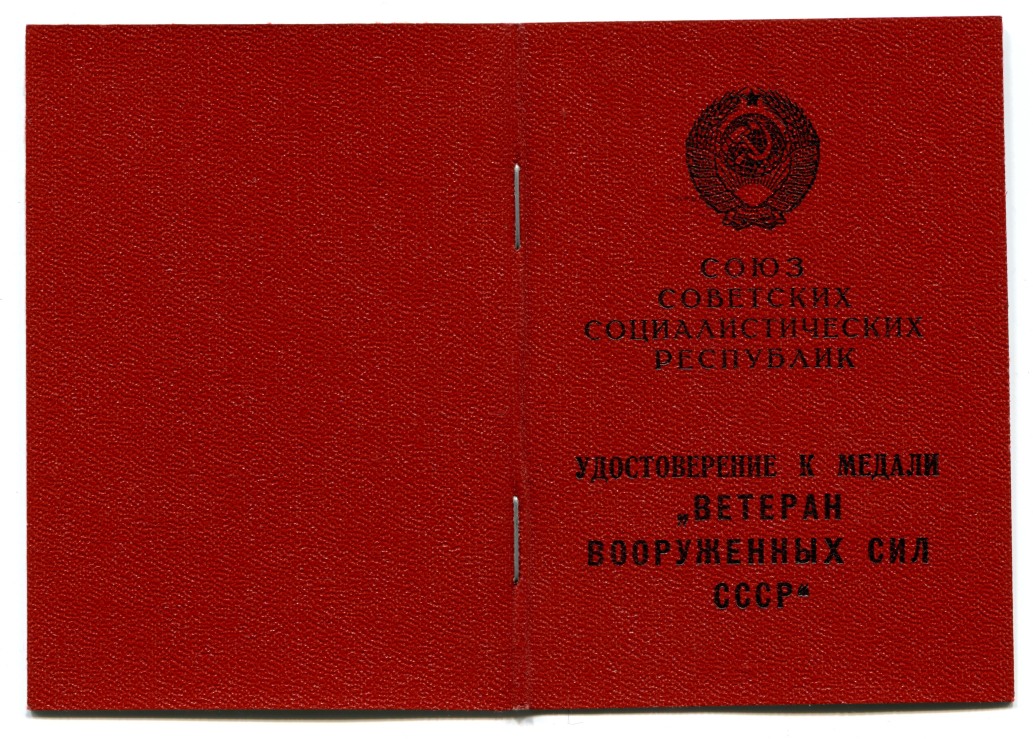 СОЮЗ
СОВЕТСКИХ
СОЦИАЛИСТИЧЕСКИХ
РЕСПУБЛИК
УДОСТОВЕРЕНИЕ К МЕДАЛИ
„ВЕТЕРАН
ВООРУЖЕННЫХ СИЛ
СССР“